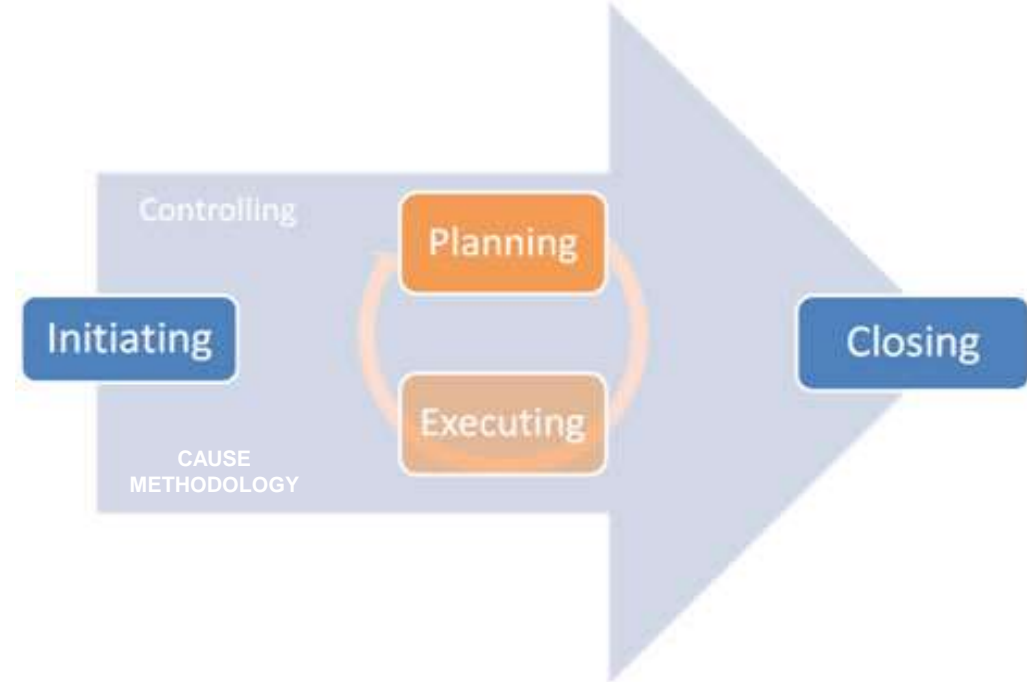 Controlling
Planning
Initiating
Closing
Executing
CAUSE
METHODOLOGY